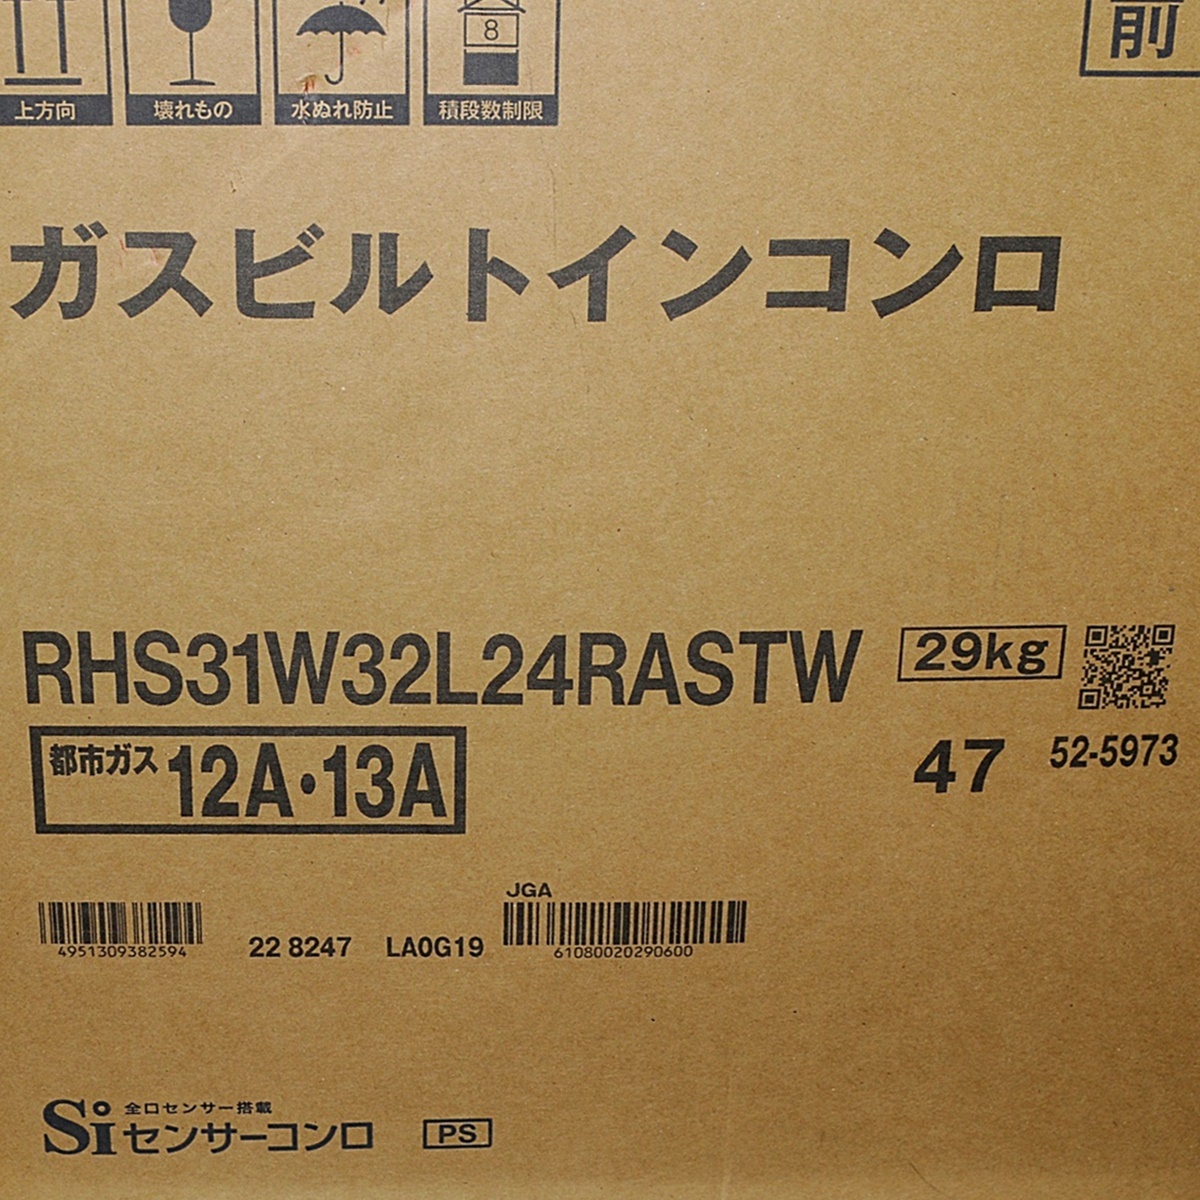 8
前
上方向
壊れもの
水ぬれ防止
積段数制限
ガスビルトインコンロ
RHS31W32L24RASTW
29kg
都市ガス 12A・13A
47
52-5973
JGA
4951309382594
22 8247
LA0G19
61080020290600
全口センサー搭載
Siセンサーコンロ
PS